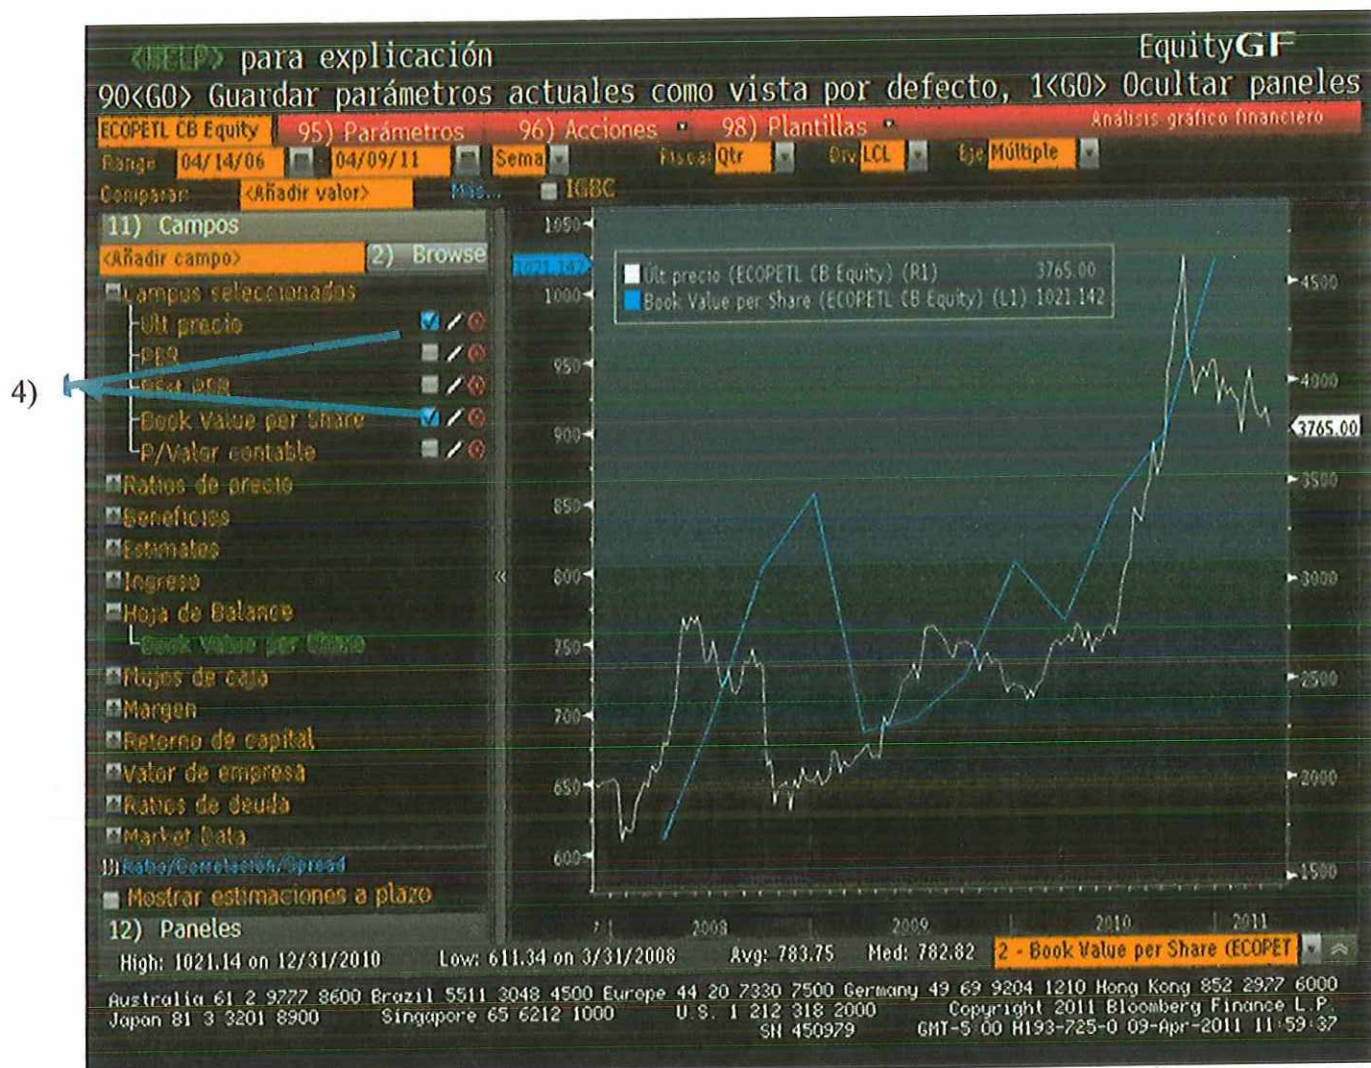 <HELP> para explicación
EquityGF
90<GO> Guardar parámetros actuales como vista por defecto, 1<GO> Ocultar paneles
ECOPETL CB Equity 95) Parámetros 96) Acciones 98) Plantillas Análisis gráfico financiero
Range 04/14/06 - 04/09/11 Sema Fiscal Qtr Drv LCL Eje Múltiple
Comparar: <Añadir valor> Más... IGBC
11) Campos
<Añadir campo> 2) Browse
Campos seleccionados
Últ precio
PER
PER
Book Value per Share
P/Valor contable
Ratios de precio
Beneficios
Estimates
Ingreso
Hoja de Balance
Book Value per Share
Flujos de caja
Margen
Retorno de capital
Valor de empresa
Ratios de deuda
Market Data
Ratio/Correlación/Spread
Mostrar estimaciones a plazo
12) Paneles
4)
1050
1021.142
1000
950
900
850
800
750
700
650
600
Últ precio (ECOPETL CB Equity) (R1) 3765.00
Book Value per Share (ECOPETL CB Equity) (L1) 1021.142
4500
4000
3765.00
3500
3000
2500
2000
1500
2008 2009 2010 2011
High: 1021.14 on 12/31/2010 Low: 611.34 on 3/31/2008 Avg: 783.75 Med: 782.82 2 - Book Value per Share (ECOPET
Australia 61 2 9777 8600 Brazil 5511 3048 4500 Europe 44 20 7330 7500 Germany 49 69 9204 1210 Hong Kong 852 2977 6000
Japan 81 3 3201 8900 Singapore 65 6212 1000 U.S. 1 212 318 2000 Copyright 2011 Bloomberg Finance L.P.
SN 450979 GMT-5:00 H193-725-0 09-Apr-2011 11:59:37